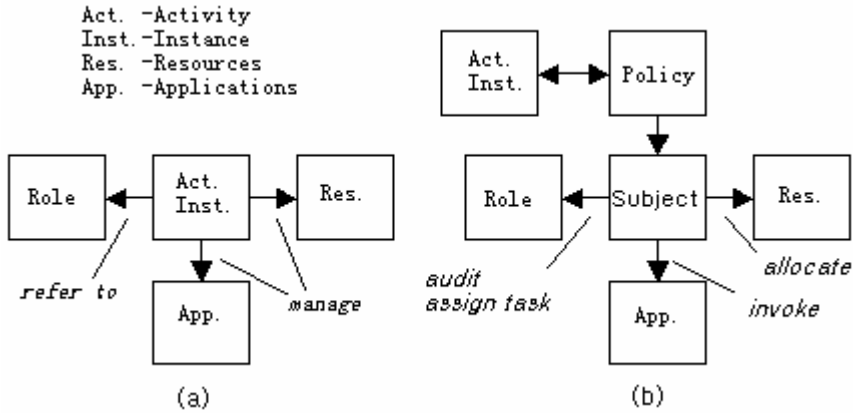 Act. -Activity
Inst.-Instance
Res. -Resources
App. -Applications
Role
Act.
Inst.
Res.
refer to
manage
App.
(a)
Act.
Inst.
Policy
Role
Subject
Res.
audit
assign task
allocate
invoke
App.
(b)